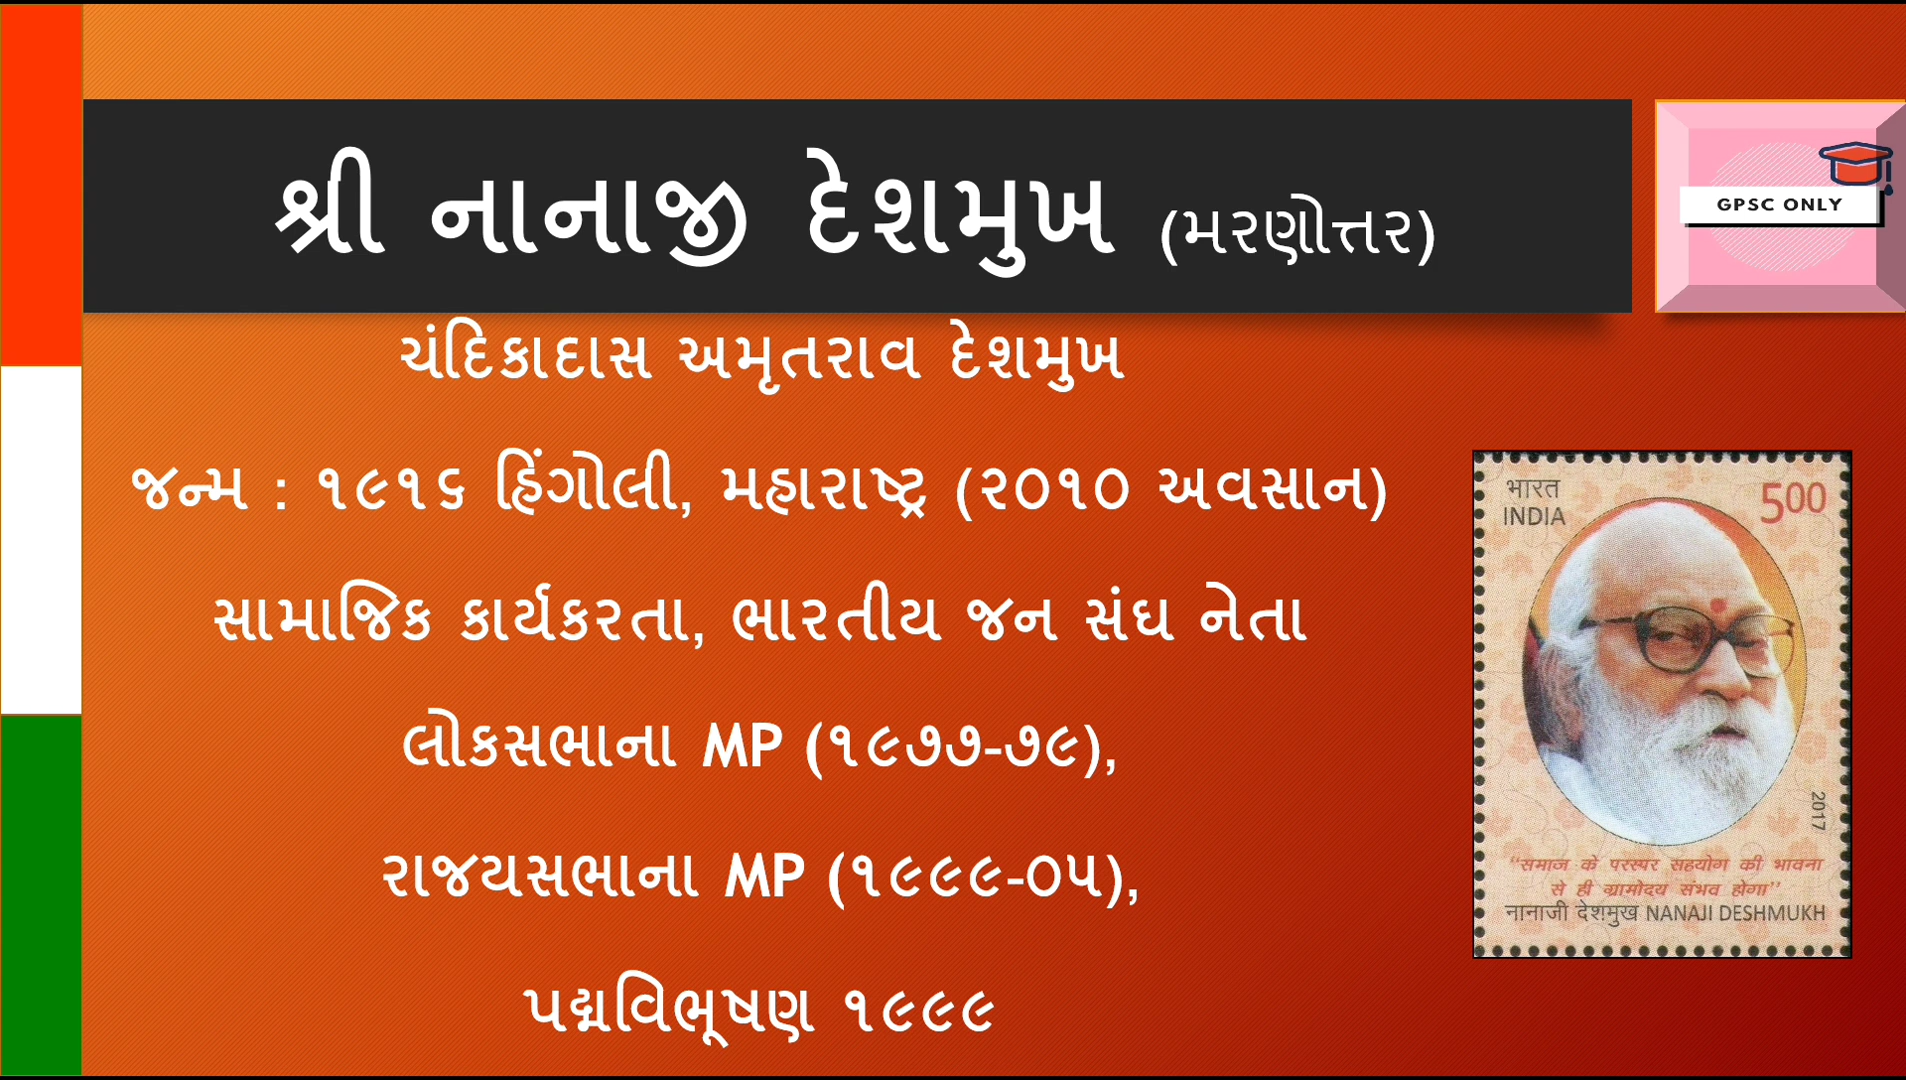 શ્રી નાનાજી દેશમુખ (મરણોત્તર)
GPSC ONLY
ચંદિકાદાસ અમૃતરાવ દેશમુખ
જન્મ : ૧૯૧૬ હિંગોલી, મહારાષ્ટ્ર (૨૦૧૦ અવસાન)
સામાજિક કાર્યકરતા, ભારતીય જન સંઘ નેતા
લોકસભાના MP (૧૯૭૭-૭૯),
રાજયસભાના MP (૧૯૯૯-૦૫),
પદ્મવિભૂષણ ૧૯૯૯
भारत
INDIA
500
2017
“समाज के परस्पर सहयोग की भावना
से ही ग्रामोदय संभव होगा”
नानाजी देशमुख NANAJI DESHMUKH